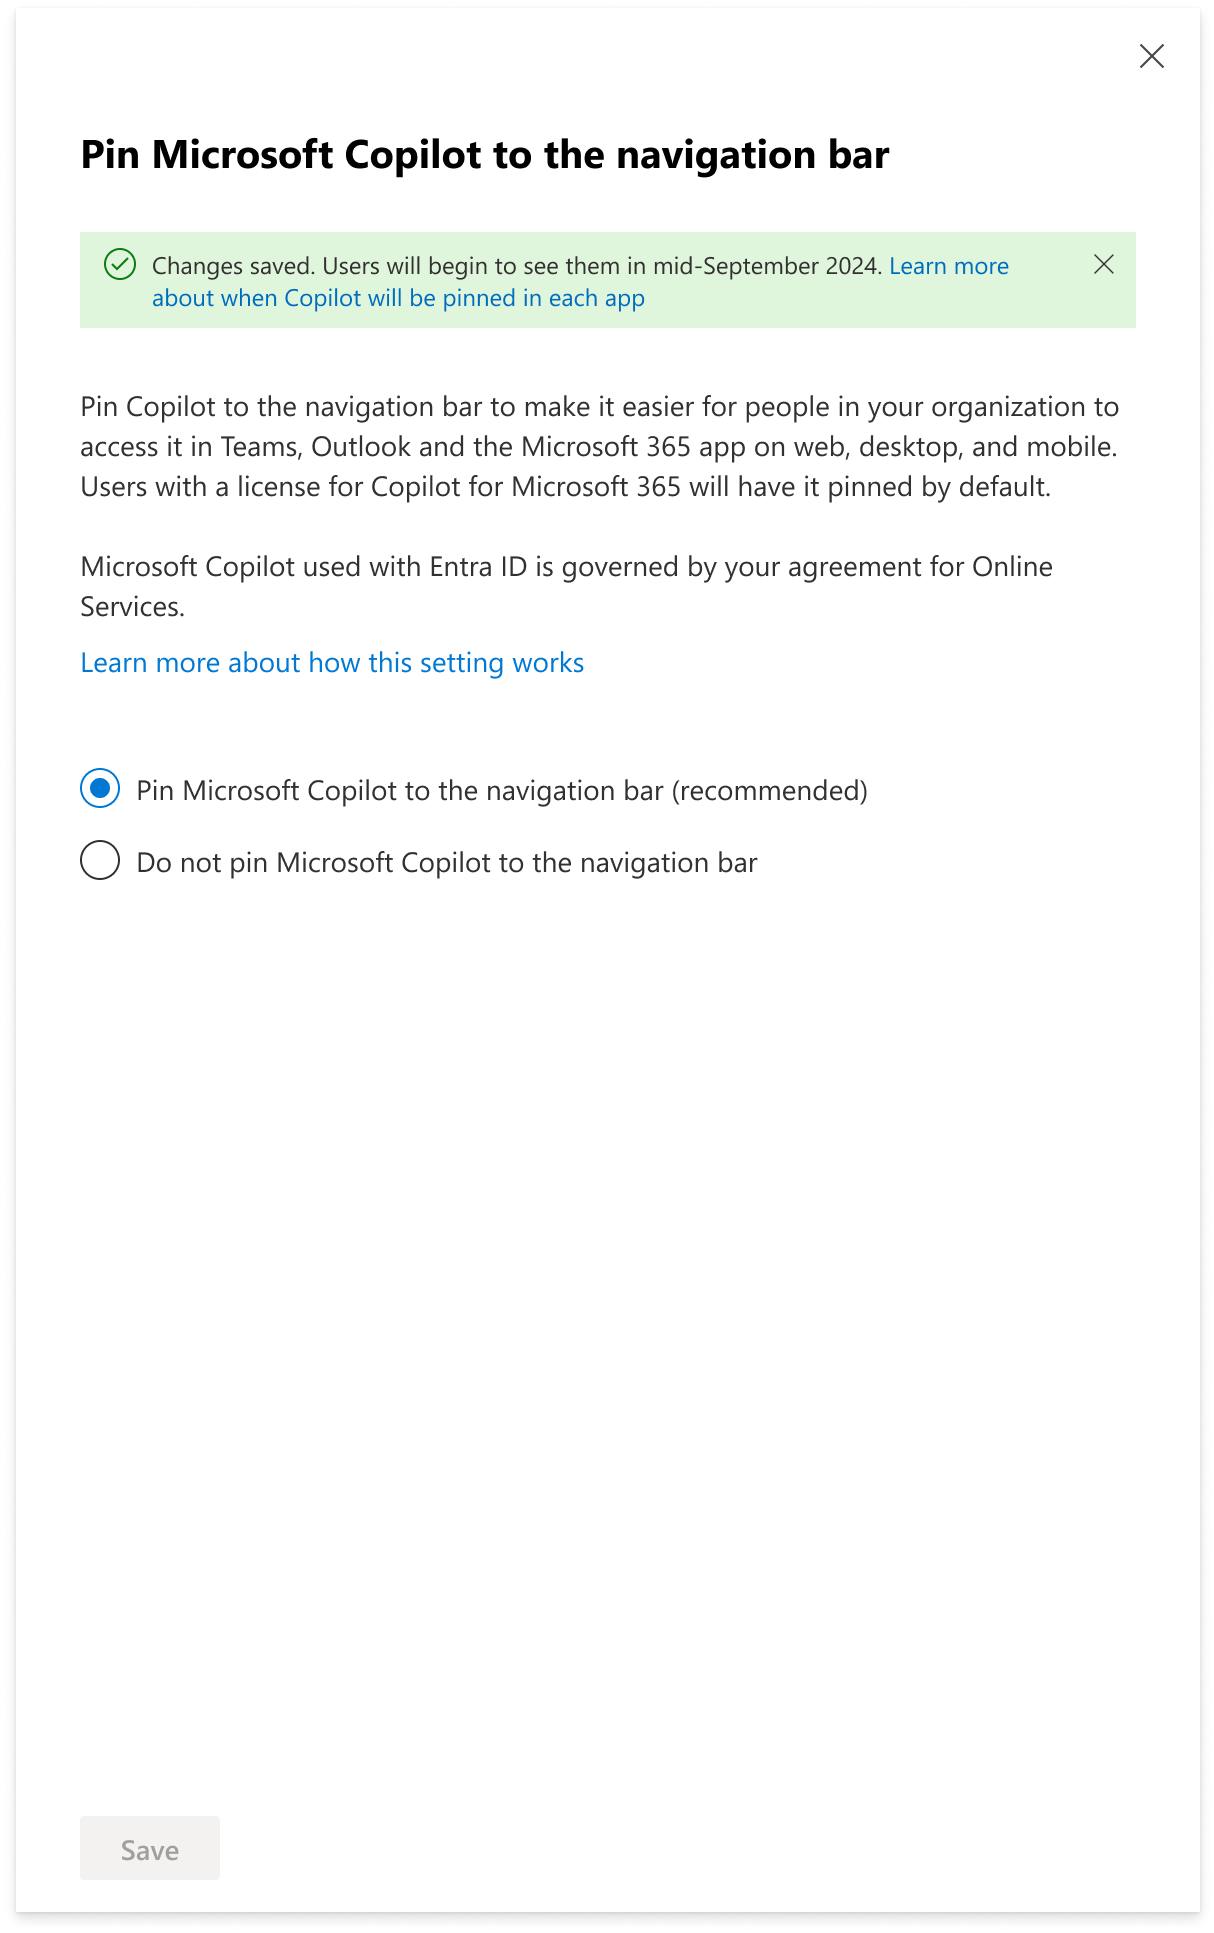 Pin Microsoft Copilot to the navigation bar
Changes saved. Users will begin to see them in mid-September 2024. Learn more
about when Copilot will be pinned in each app
Pin Copilot to the navigation bar to make it easier for people in your organization to
access it in Teams, Outlook and the Microsoft 365 app on web, desktop, and mobile.
Users with a license for Copilot for Microsoft 365 will have it pinned by default.
Microsoft Copilot used with Entra ID is governed by your agreement for Online
Services.
Learn more about how this setting works
Pin Microsoft Copilot to the navigation bar (recommended)
Do not pin Microsoft Copilot to the navigation bar
Save